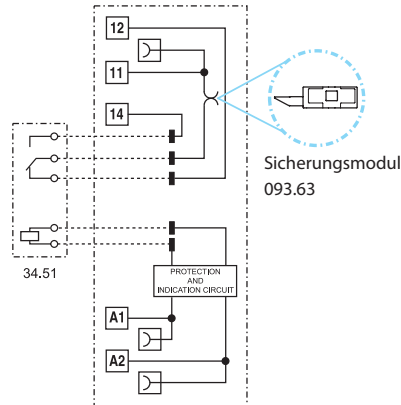 12
11
14
Sicherungsmodul
093.63
34.51
PROTECTION
AND
INDICATION CIRCUIT
A1
A2